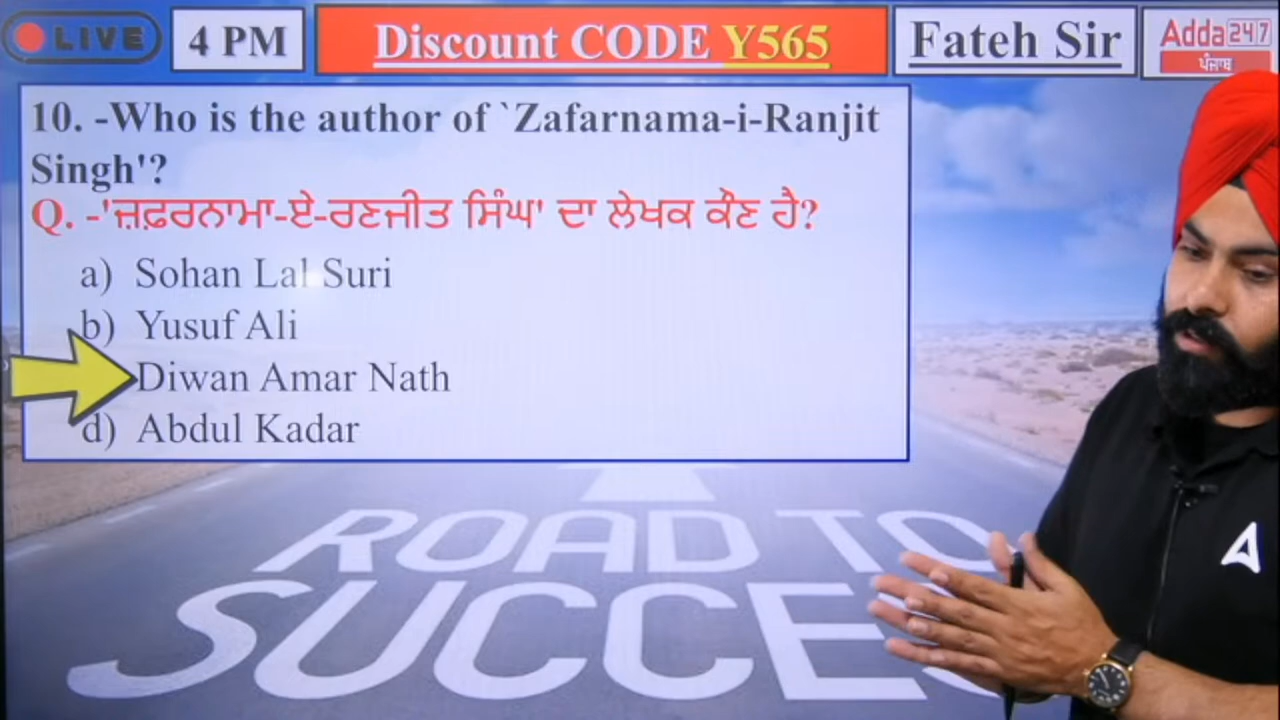 LIVE
4 PM
Discount CODE Y565
Fateh Sir
Adda247
ਪੰਜਾਬ
10. -Who is the author of `Zafarnama-i-Ranjit
Singh'?
Q. -'ਜ਼ਫ਼ਰਨਾਮਾ-ਏ-ਰਣਜੀਤ ਸਿੰਘ' ਦਾ ਲੇਖਕ ਕੌਣ ਹੈ?
a) Sohan Lal Suri
b) Yusuf Ali
Diwan Amar Nath
d) Abdul Kadar
ROAD TO
SUCCE